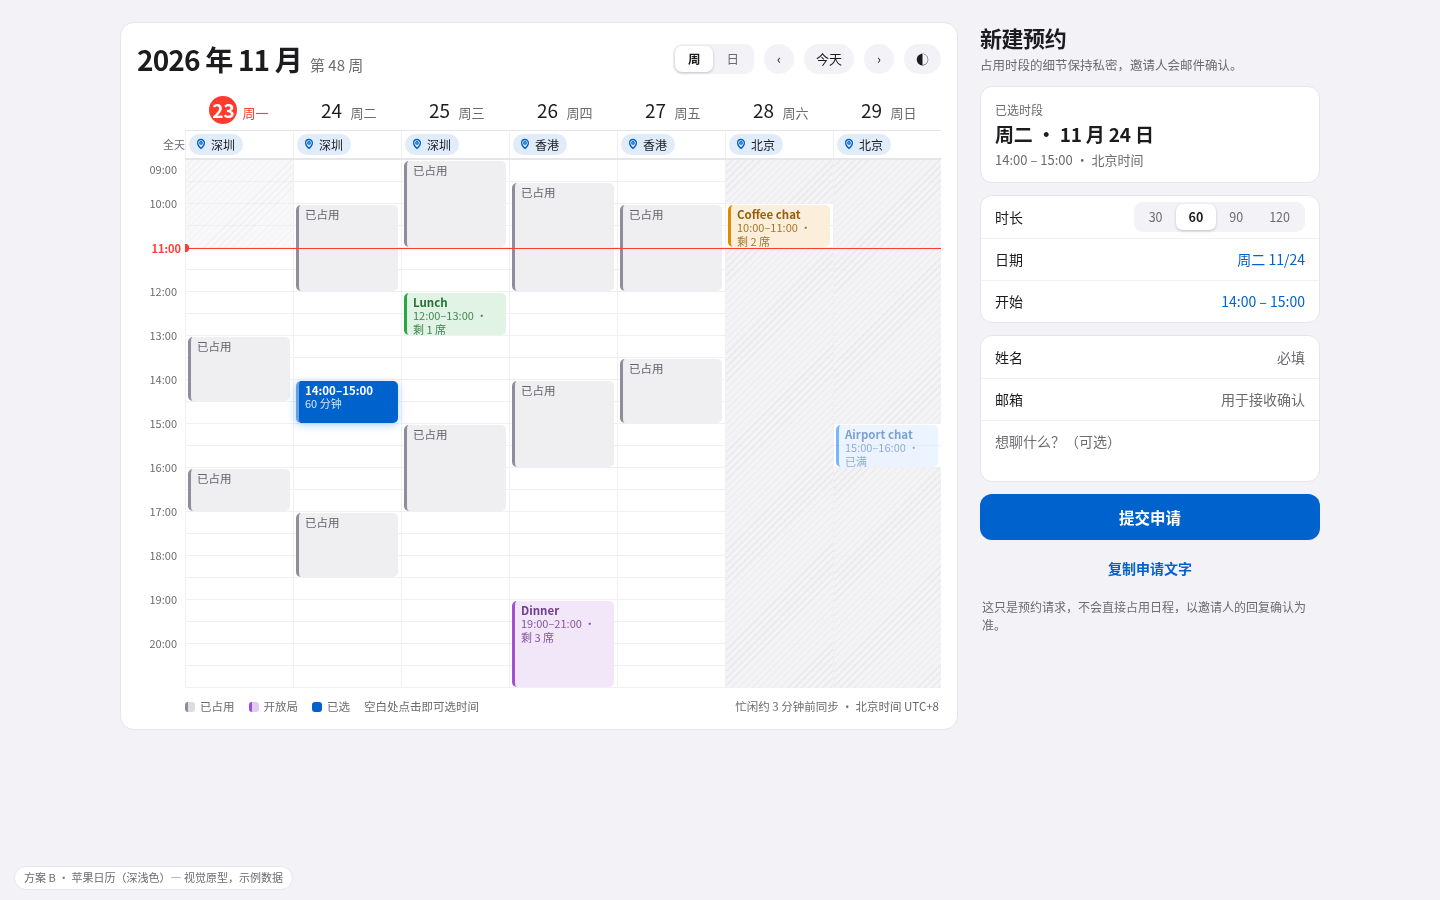 2026 年 11 月 第 48 周
周 日 ‹ 今天 ›
23 周一 24 周二 25 周三 26 周四 27 周五 28 周六 29 周日
全天 深圳 深圳 深圳 香港 香港 北京 北京
09:00
10:00
11:00
12:00
13:00
14:00
15:00
16:00
17:00
18:00
19:00
20:00
已占用
已占用
已占用
14:00–15:00
60 分钟
已占用
已占用
Lunch
12:00–13:00 ·
剩 1 席
已占用
已占用
已占用
Dinner
19:00–21:00 ·
剩 3 席
已占用
已占用
Coffee chat
10:00–11:00 ·
剩 2 席
Airport chat
15:00–16:00 ·
已满
已占用 开放局 已选 空白处点击即可选时间
忙闲约 3 分钟前同步 · 北京时间 UTC+8
新建预约
占用时段的细节保持私密，邀请人会邮件确认。
已选时段
周二 · 11 月 24 日
14:00 – 15:00 · 北京时间
时长 30 60 90 120
日期 周二 11/24
开始 14:00 – 15:00
姓名 必填
邮箱 用于接收确认
想聊什么？（可选）
提交申请
复制申请文字
这只是预约请求，不会直接占用日程，以邀请人的回复确认为
准。
方案 B · 苹果日历（深浅色）— 视觉原型，示例数据